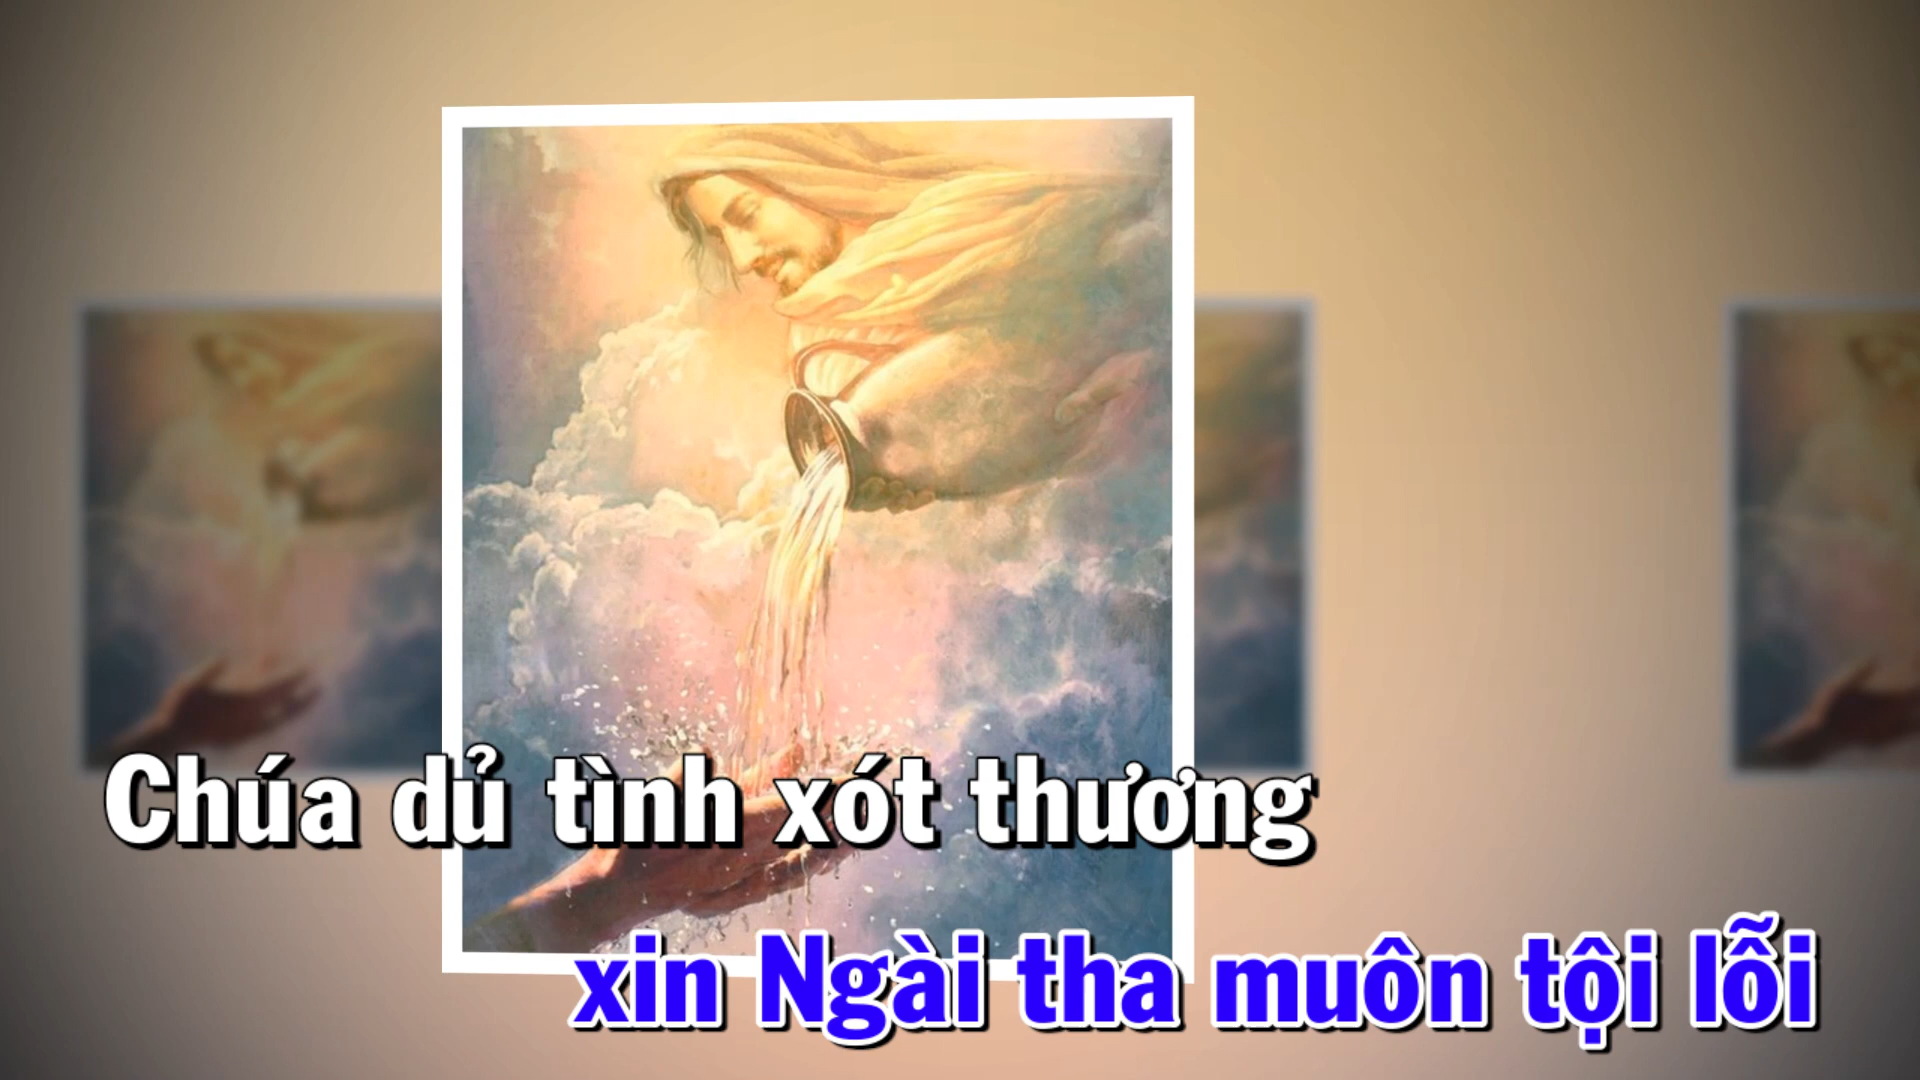 Chúa dủ tình xót thương
xin Ngài tha muôn tội lỗi